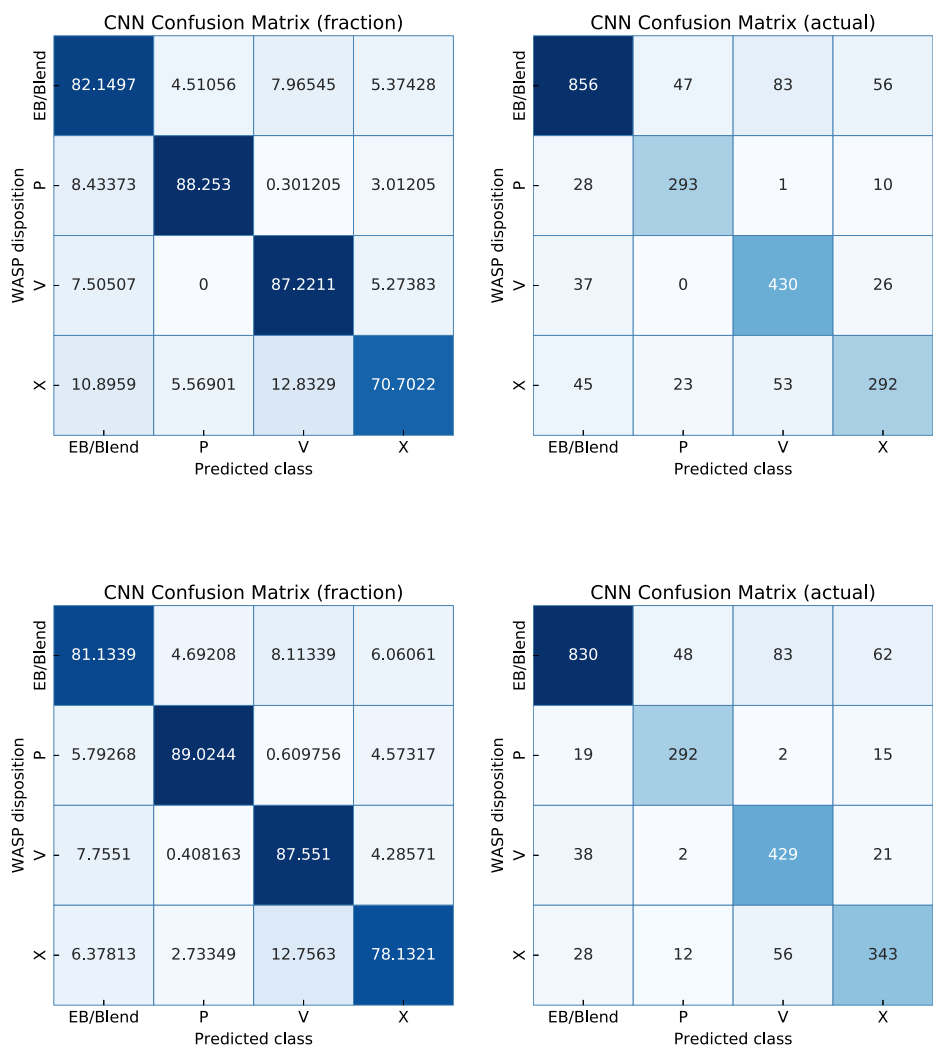 CNN Confusion Matrix (fraction)
EB/Blend 82.1497 4.51056 7.96545 5.37428
P 8.43373 88.253 0.301205 3.01205
V 7.50507 0 87.2211 5.27383
X 10.8959 5.56901 12.8329 70.7022
WASP disposition
EB/Blend P V X
Predicted class
CNN Confusion Matrix (actual)
EB/Blend 856 47 83 56
P 28 293 1 10
V 37 0 430 26
X 45 23 53 292
WASP disposition
EB/Blend P V X
Predicted class
CNN Confusion Matrix (fraction)
EB/Blend 81.1339 4.69208 8.11339 6.06061
P 5.79268 89.0244 0.609756 4.57317
V 7.7551 0.408163 87.551 4.28571
X 6.37813 2.73349 12.7563 78.1321
WASP disposition
EB/Blend P V X
Predicted class
CNN Confusion Matrix (actual)
EB/Blend 830 48 83 62
P 19 292 2 15
V 38 2 429 21
X 28 12 56 343
WASP disposition
EB/Blend P V X
Predicted class